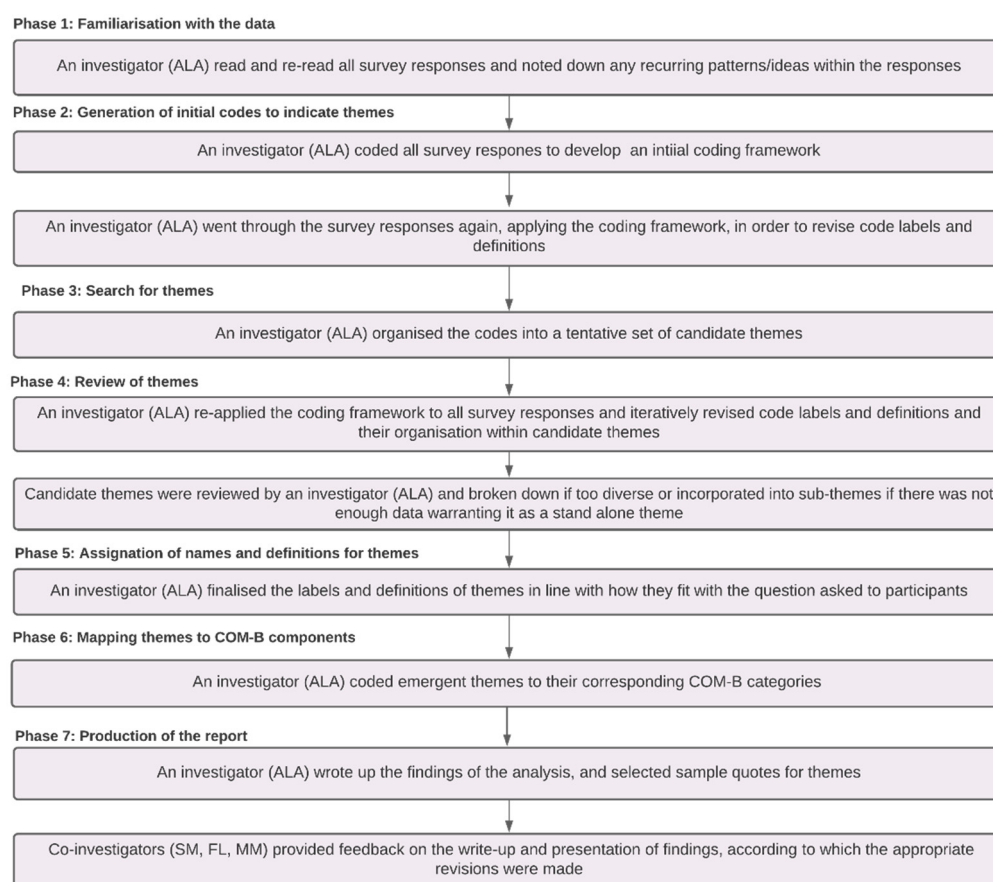 Phase 1: Familiarisation with the data
An investigator (ALA) read and re-read all survey responses and noted down any recurring patterns/ideas within the responses
Phase 2: Generation of initial codes to indicate themes
An investigator (ALA) coded all survey respones to develop  an intiial coding framework
An investigator (ALA) went through the survey responses again, applying the coding framework, in order to revise code labels and
definitions
Phase 3: Search for themes
An investigator (ALA) organised the codes into a tentative set of candidate themes
Phase 4: Review of themes
An investigator (ALA) re-applied the coding framework to all survey responses and iteratively revised code labels and definitions and
their organisation within candidate themes
Candidate themes were reviewed by an investigator (ALA) and broken down if too diverse or incorporated into sub-themes if there was not
enough data warranting it as a stand alone theme
Phase 5: Assignation of names and definitions for themes
An investigator (ALA) finalised the labels and definitions of themes in line with how they fit with the question asked to participants
Phase 6: Mapping themes to COM-B components
An investigator (ALA) coded emergent themes to their corresponding COM-B categories
Phase 7: Production of the report
An investigator (ALA) wrote up the findings of the analysis, and selected sample quotes for themes
Co-investigators (SM, FL, MM) provided feedback on the write-up and presentation of findings, according to which the appropriate
revisions were made